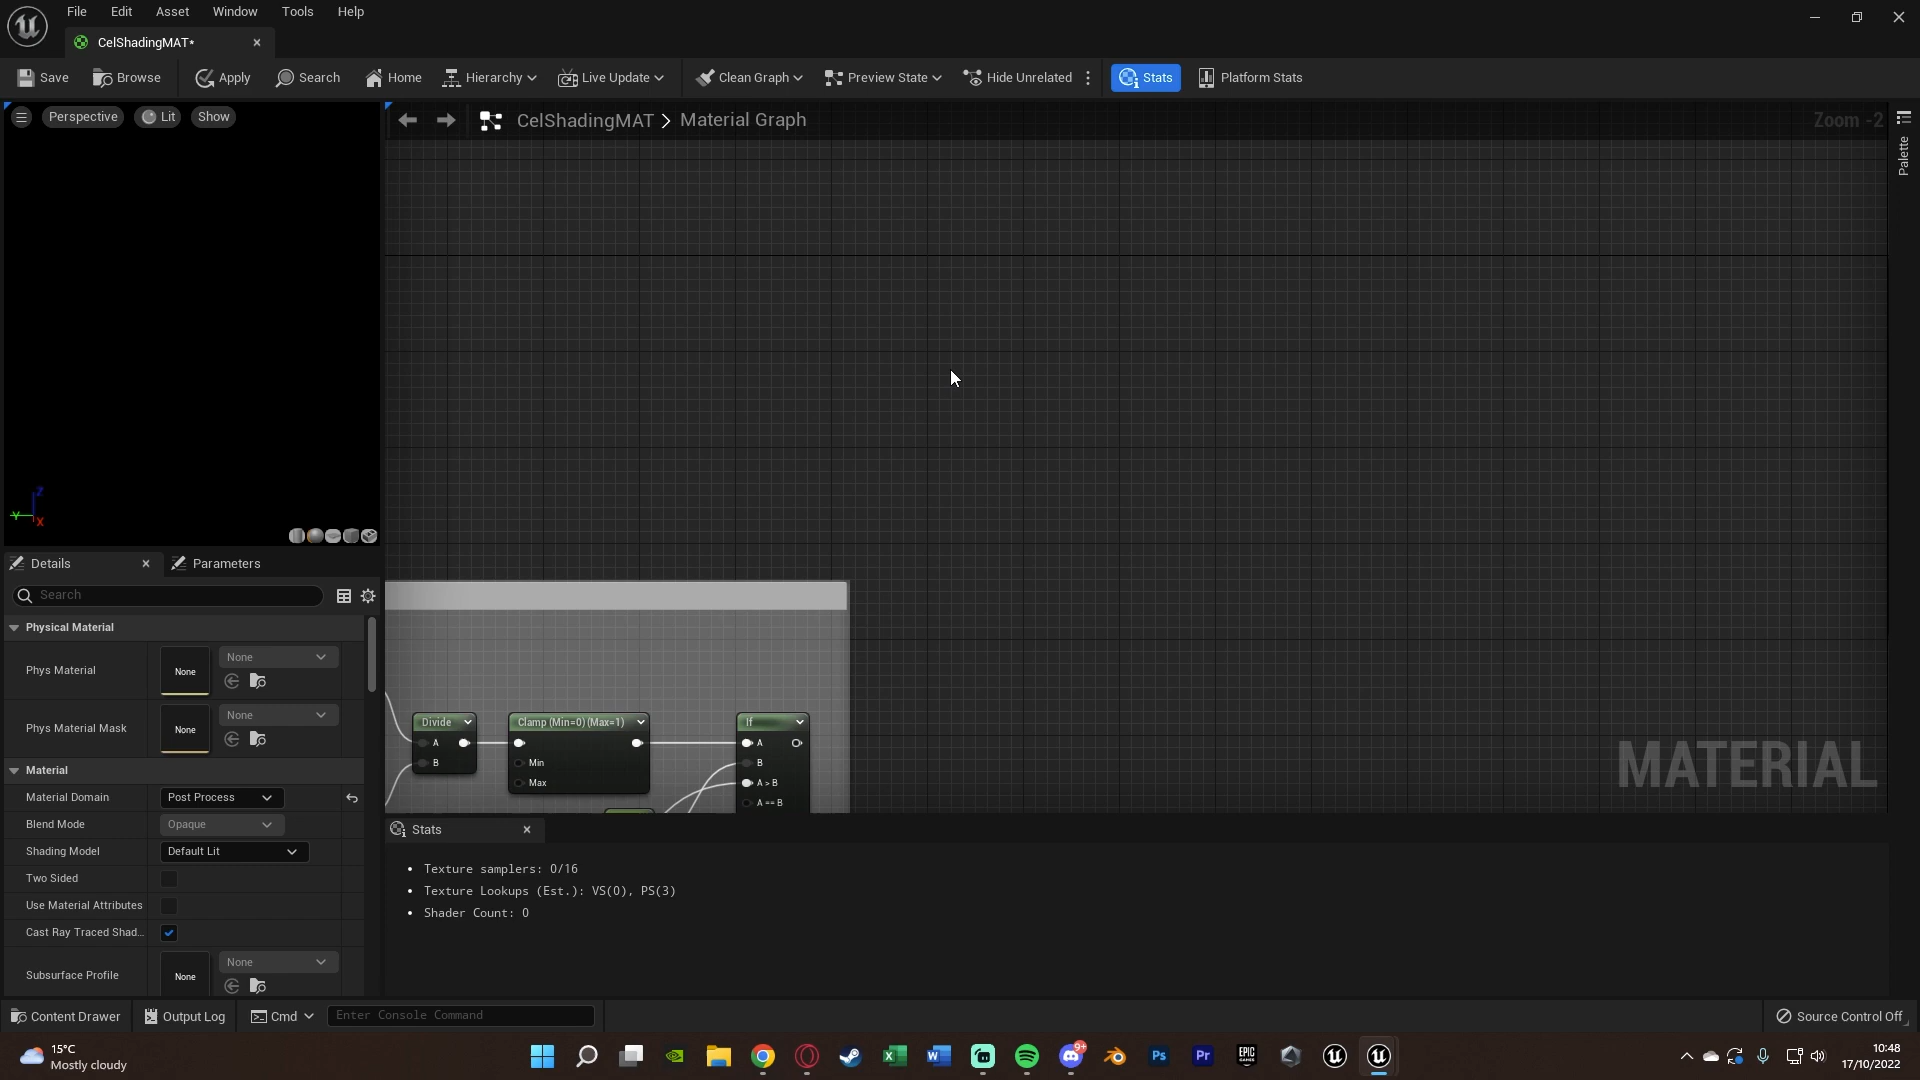 File Edit Asset Window Tools Help
CelShadingMAT*
Save Browse Apply Search Home Hierarchy Live Update Clean Graph Preview State Hide Unrelated Stats Platform Stats
Perspective Lit Show
CelShadingMAT > Material Graph
Zoom -2
Palette
Z
Y
X
Details Parameters
Search
Physical Material
Phys Material None None
Phys Material Mask None None
Material
Material Domain Post Process
Blend Mode Opaque
Shading Model Default Lit
Two Sided
Use Material Attributes
Cast Ray Traced Shad...
Subsurface Profile None None
Divide
A
B
Clamp (Min=0) (Max=1)
Min
Max
If
A
B
A > B
A == B
MATERIAL
Stats
• Texture samplers: 0/16
• Texture Lookups (Est.): VS(0), PS(3)
• Shader Count: 0
Content Drawer Output Log Cmd Enter Console Command Source Control Off
15°C
Mostly cloudy
9+
Ps
Pr
EPIC
GAMES
10:48
17/10/2022